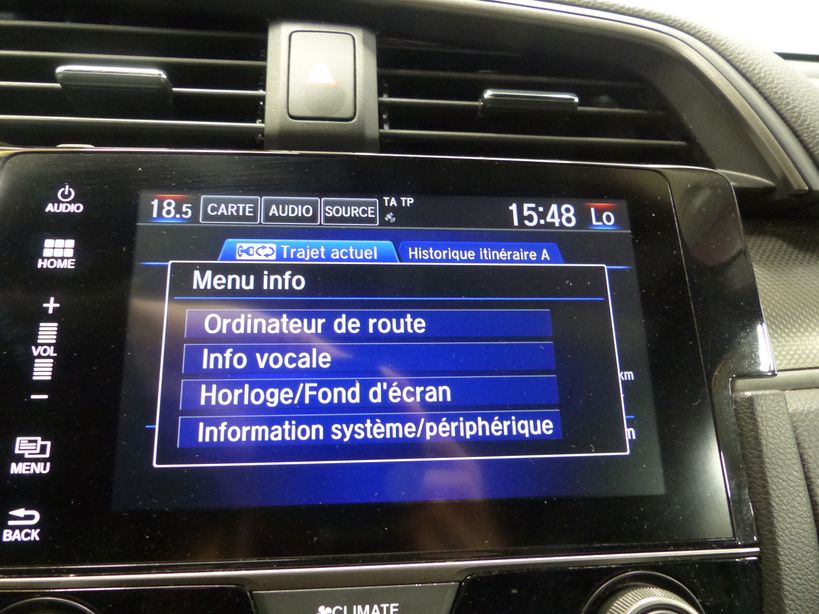 AUDIO
HOME
+
VOL
−
MENU
BACK
18.5 CARTE AUDIO SOURCE TA TP 15:48 Lo
Trajet actuel Historique itinéraire A
Menu info
Ordinateur de route
Info vocale
Horloge/Fond d'écran
Information système/périphérique
km
CLIMATE